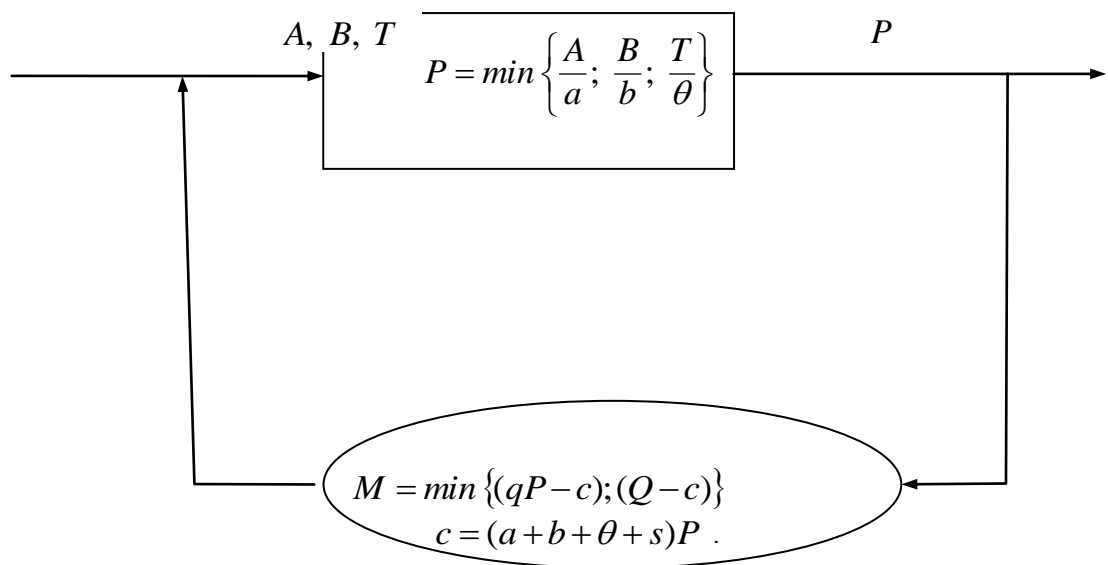 A, B, T
P
P = min{A/a; B/b; T/θ}
M = min{(qP − c);(Q − c)}
c = (a + b + θ + s)P .